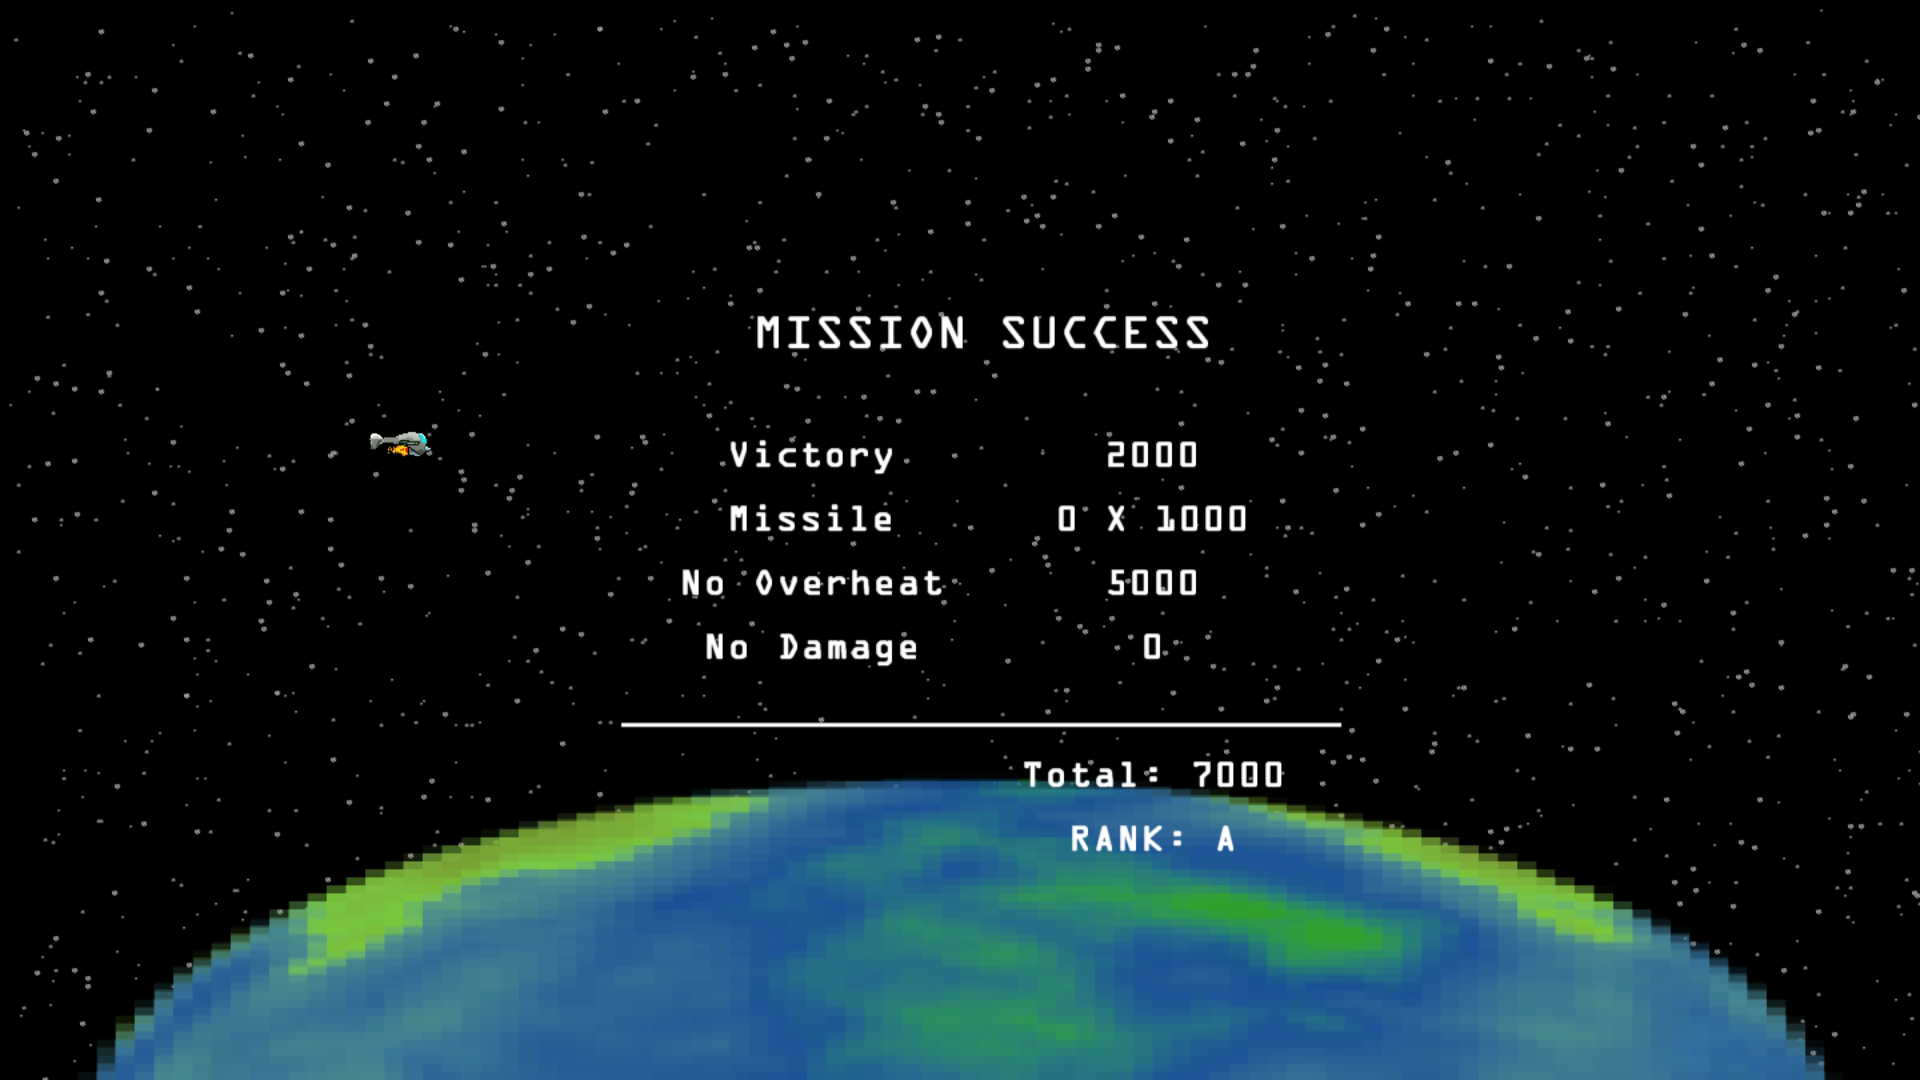 MISSION SUCCESS
Victory 2000
Missile 0 X 1000
No Overheat 5000
No Damage 0
Total: 7000
RANK: A